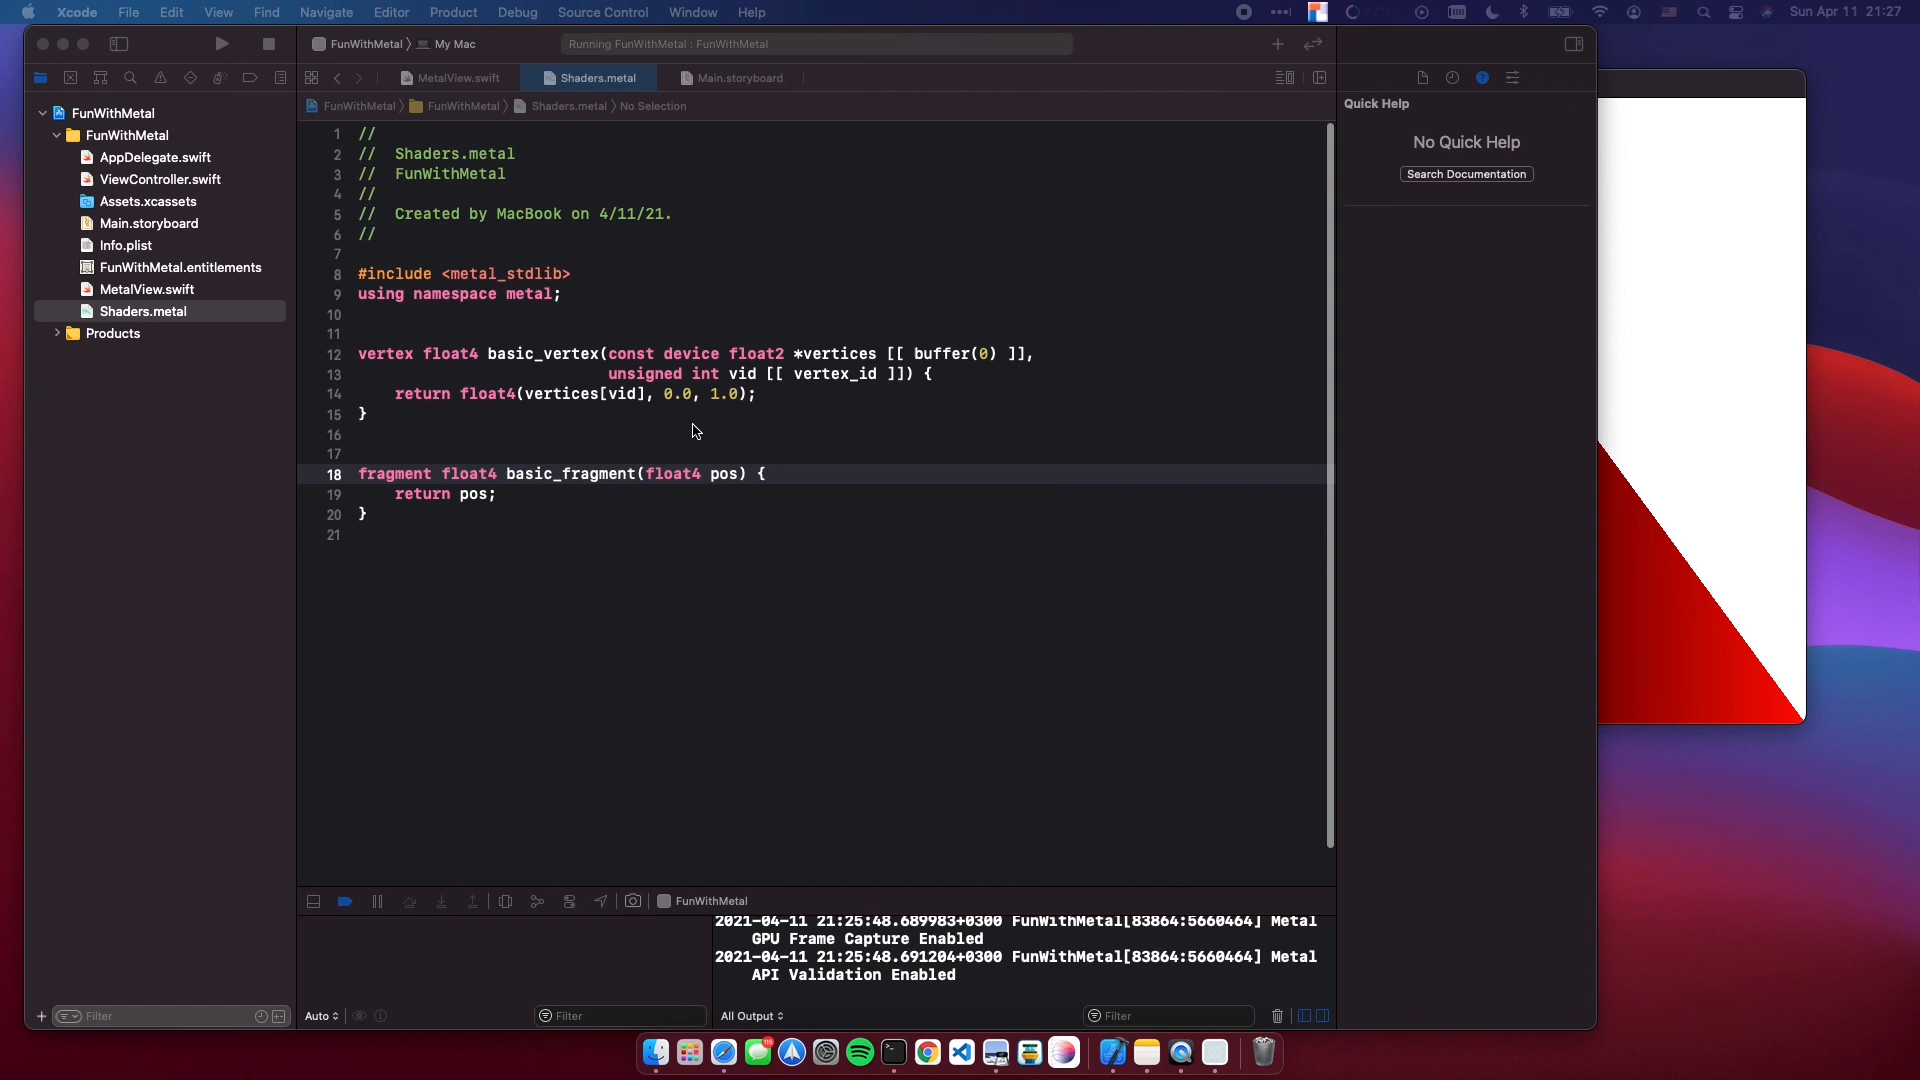 Xcode File Edit View Find Navigate Editor Product Debug Source Control Window Help
Sun Apr 11 21:27
FunWithMetal 〉 My Mac
Running FunWithMetal : FunWithMetal
MetalView.swift
Shaders.metal
Main.storyboard
FunWithMetal 〉 FunWithMetal 〉 Shaders.metal 〉 No Selection
FunWithMetal
FunWithMetal
AppDelegate.swift
ViewController.swift
Assets.xcassets
Main.storyboard
Info.plist
FunWithMetal.entitlements
MetalView.swift
Shaders.metal
Products
1 //
2 // Shaders.metal
3 // FunWithMetal
4 //
5 // Created by MacBook on 4/11/21.
6 //
7
8 #include <metal_stdlib>
9 using namespace metal;
10
11
12 vertex float4 basic_vertex(const device float2 *vertices [[ buffer(0) ]],
13 unsigned int vid [[ vertex_id ]]) {
14 return float4(vertices[vid], 0.0, 1.0);
15 }
16
17
18 fragment float4 basic_fragment(float4 pos) {
19 return pos;
20 }
21
Quick Help
No Quick Help
Search Documentation
FunWithMetal
2021-04-11 21:25:48.689983+0300 FunWithMetal[83864:5660464] Metal
GPU Frame Capture Enabled
2021-04-11 21:25:48.691204+0300 FunWithMetal[83864:5660464] Metal
API Validation Enabled
Filter
Auto
Filter
All Output
Filter